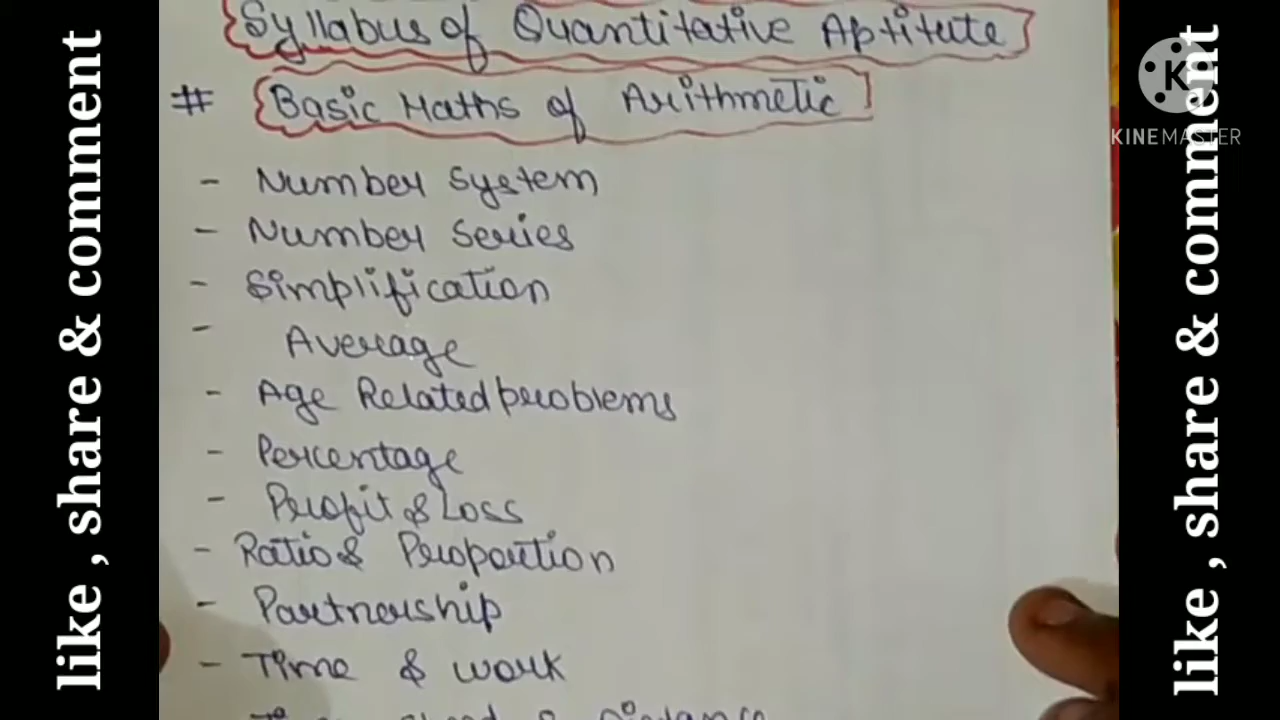 Syllabus of Quantitative Aptitute
# Basic Maths of Arithmetic
- Number System
- Number Series
- Simplification
- Average
- Age Related problems
- Percentage
- Profit & Loss
- Ratio & Proportion
- Partnership
- Time & work
& Distance
like , share & comment
like , share & comment
K
KINEMASTER